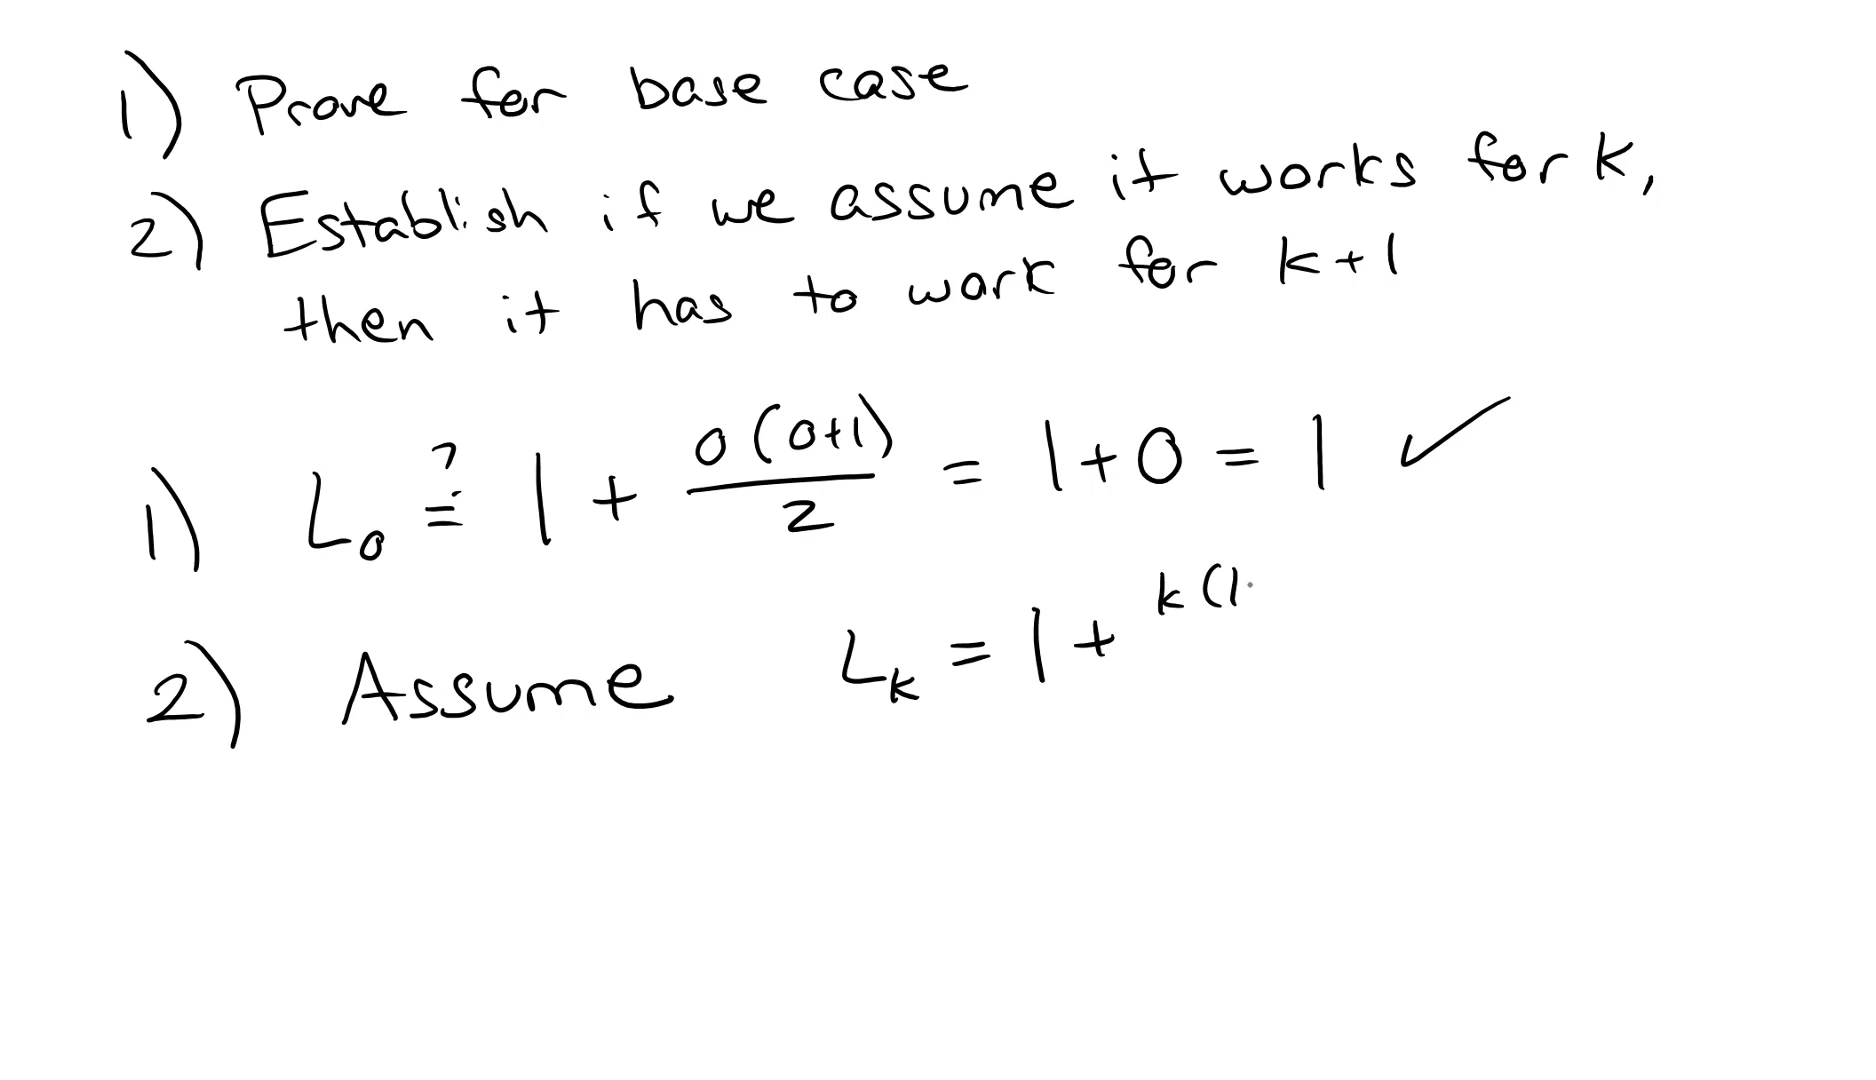 1) Prove for base case
2) Establish if we assume it works for k,
then it has to work for k+1
1) L₀ ≟ 1 + 0(0+1)/2 = 1+0 = 1 ✓
2) Assume Lₖ = 1 + k(1